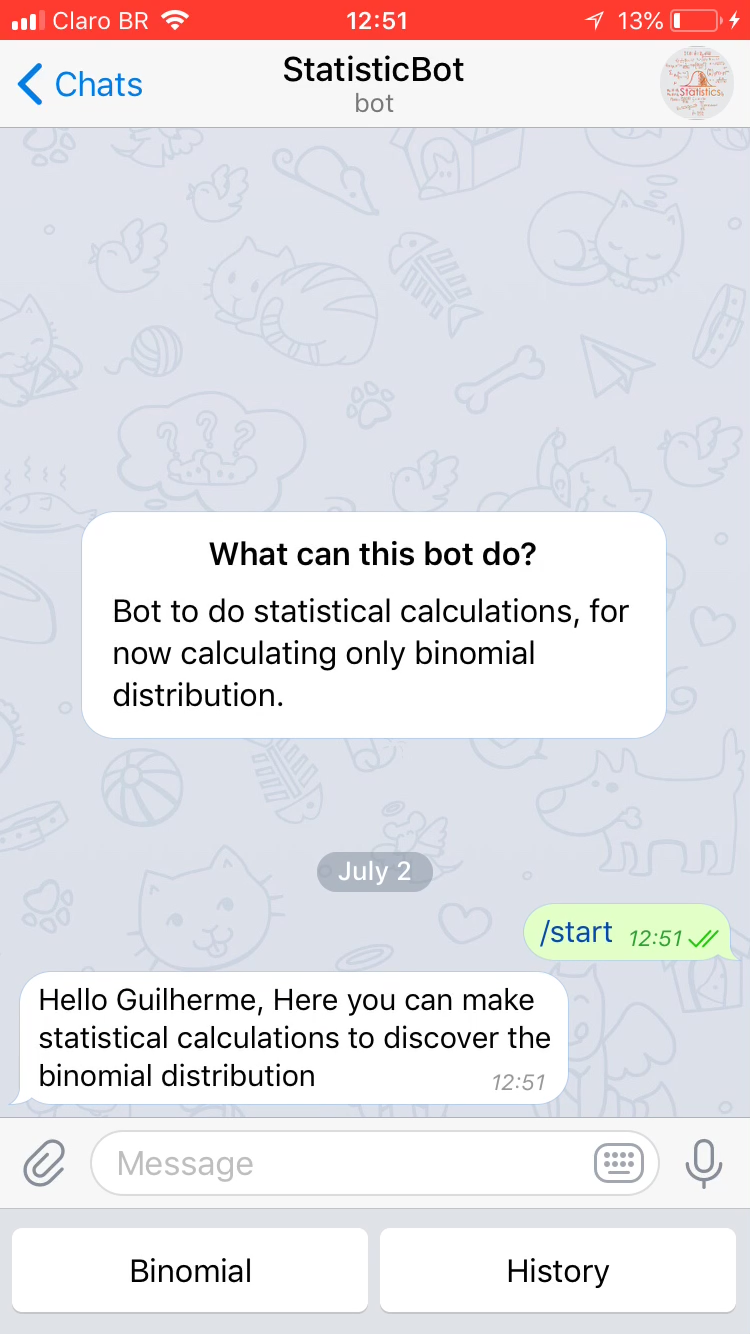 Claro BR 12:51 13%
Chats StatisticBot
bot
Statistics
? ? ?
What can this bot do?
Bot to do statistical calculations, for
now calculating only binomial
distribution.
July 2
/start 12:51
Hello Guilherme, Here you can make
statistical calculations to discover the
binomial distribution 12:51
Message
Binomial History